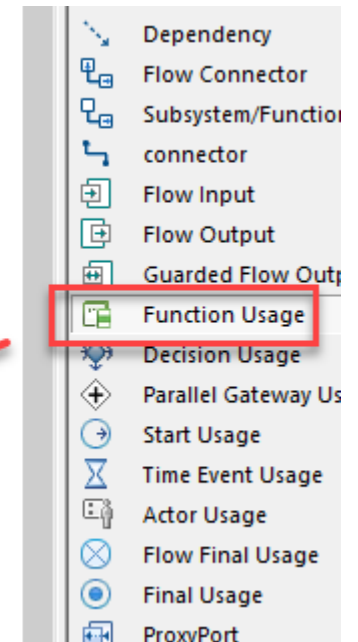 Dependency
Flow Connector
Subsystem/Function
connector
Flow Input
Flow Output
Guarded Flow Outp
Function Usage
Decision Usage
Parallel Gateway Us
Start Usage
Time Event Usage
Actor Usage
Flow Final Usage
Final Usage
ProxyPort